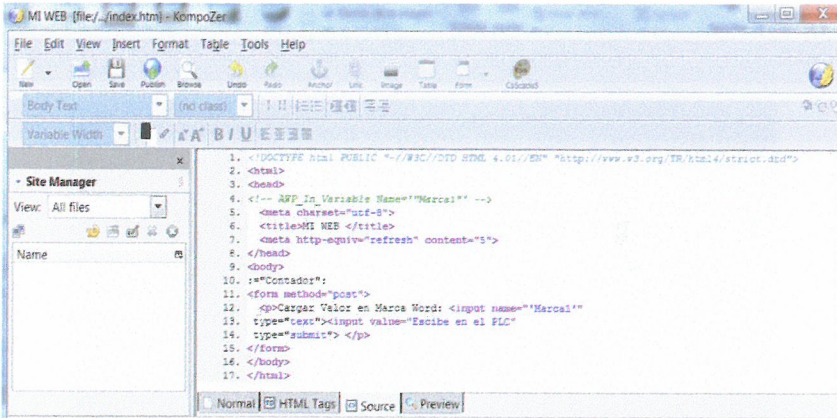 MI WEB [file:/.../index.htm] - KompoZer
File Edit View Insert Format Table Tools Help
New Open Save Publish Browse Undo Redo Anchor Link Image Table Form Cascades
Body Text (no class)
Variable Width A A B I U
Site Manager
View: All files
Name
1. <!DOCTYPE html PUBLIC "-//W3C//DTD HTML 4.01//EN" "http://www.w3.org/TR/html4/strict.dtd">
2. <html>
3. <head>
4. <!-- AWP_In_Variable Name='"Marca1"' -->
5. <meta charset="utf-8">
6. <title>MI WEB </title>
7. <meta http-equiv="refresh" content="5">
8. </head>
9. <body>
10. :="Contador":
11. <form method="post">
12. <p>Cargar Valor en Marca Word: <input name='"Marca1"'
13. type="text"><input value="Escibe en el PLC"
14. type="submit"> </p>
15. </form>
16. </body>
17. </html>
Normal HTML Tags Source Preview